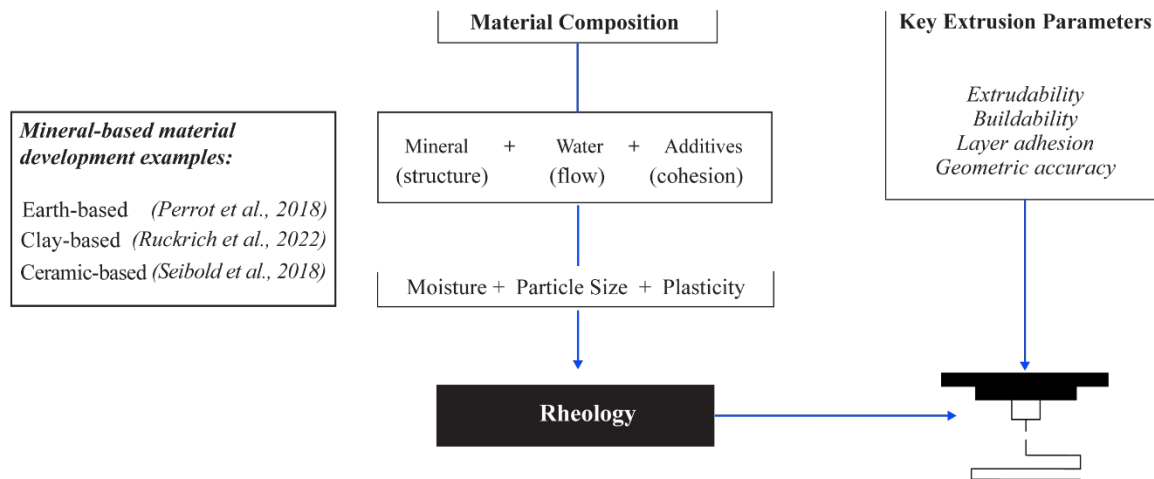 Material Composition
Key Extrusion Parameters
Mineral-based material
development examples:
Earth-based (Perrot et al., 2018)
Clay-based (Ruckrich et al., 2022)
Ceramic-based (Seibold et al., 2018)
Mineral + Water + Additives
(structure) (flow) (cohesion)
Moisture + Particle Size + Plasticity
Rheology
Extrudability
Buildability
Layer adhesion
Geometric accuracy